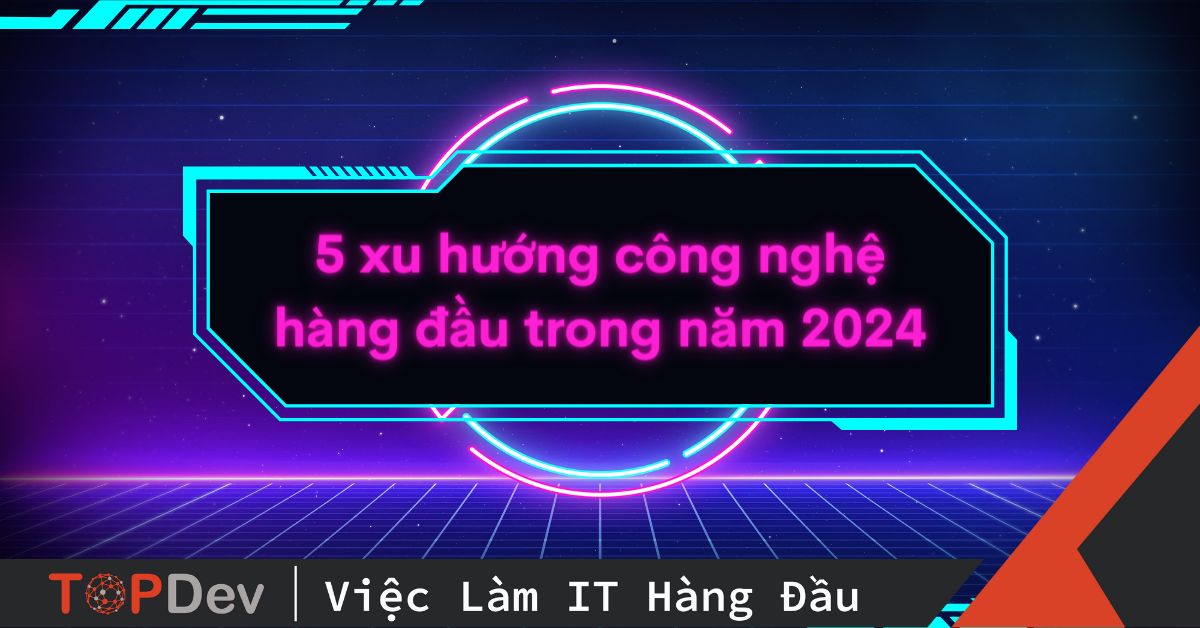 5 xu hướng công nghệ
hàng đầu trong năm 2024
TOPDev | Việc Làm IT Hàng Đầu